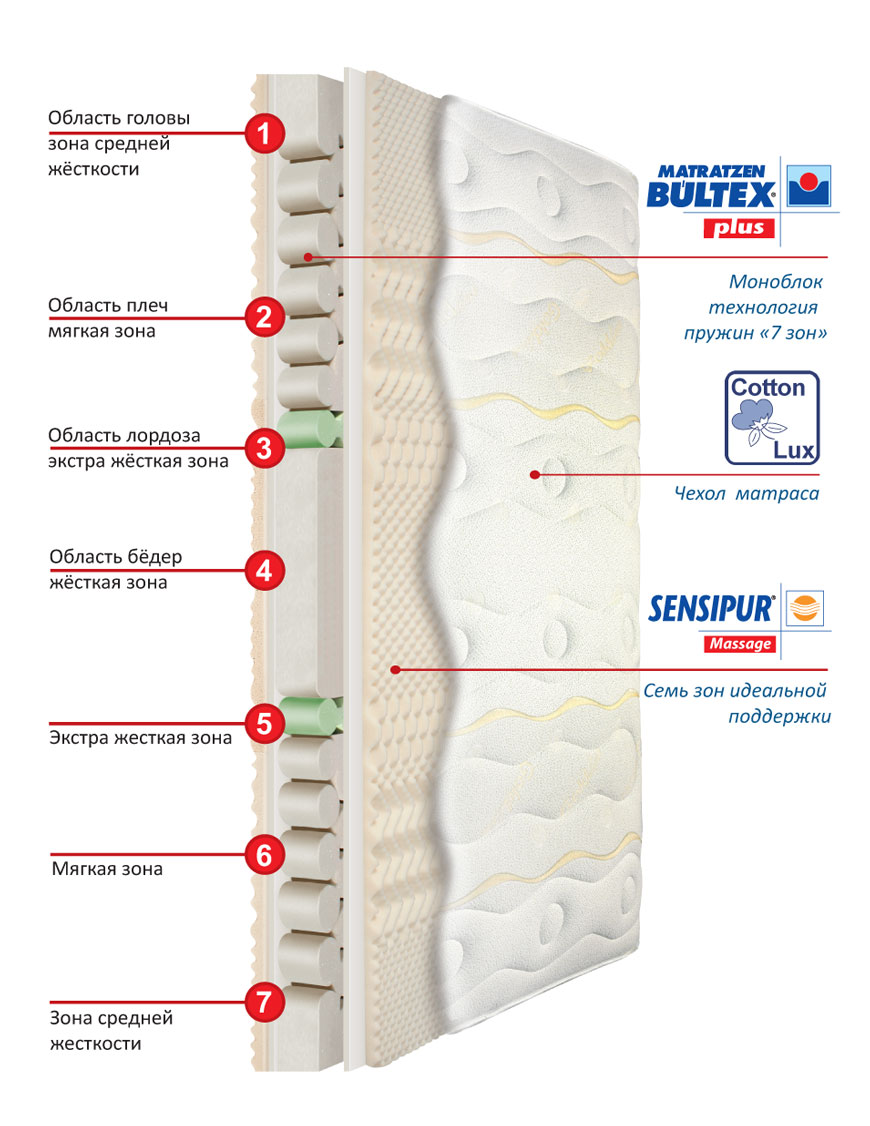 Область головы
зона средней
жёсткости
1
Область плеч
мягкая зона
2
Область лордоза
экстра жёсткая зона
3
Область бёдер
жёсткая зона
4
Экстра жесткая зона
5
Мягкая зона
6
Зона средней
жесткости
7
MATRATZEN
BÚLTEX®
plus
Моноблок
технология
пружин «7 зон»
Cotton
Lux
Чехол матраса
SENSIPUR®
Massage
Семь зон идеальной
поддержки